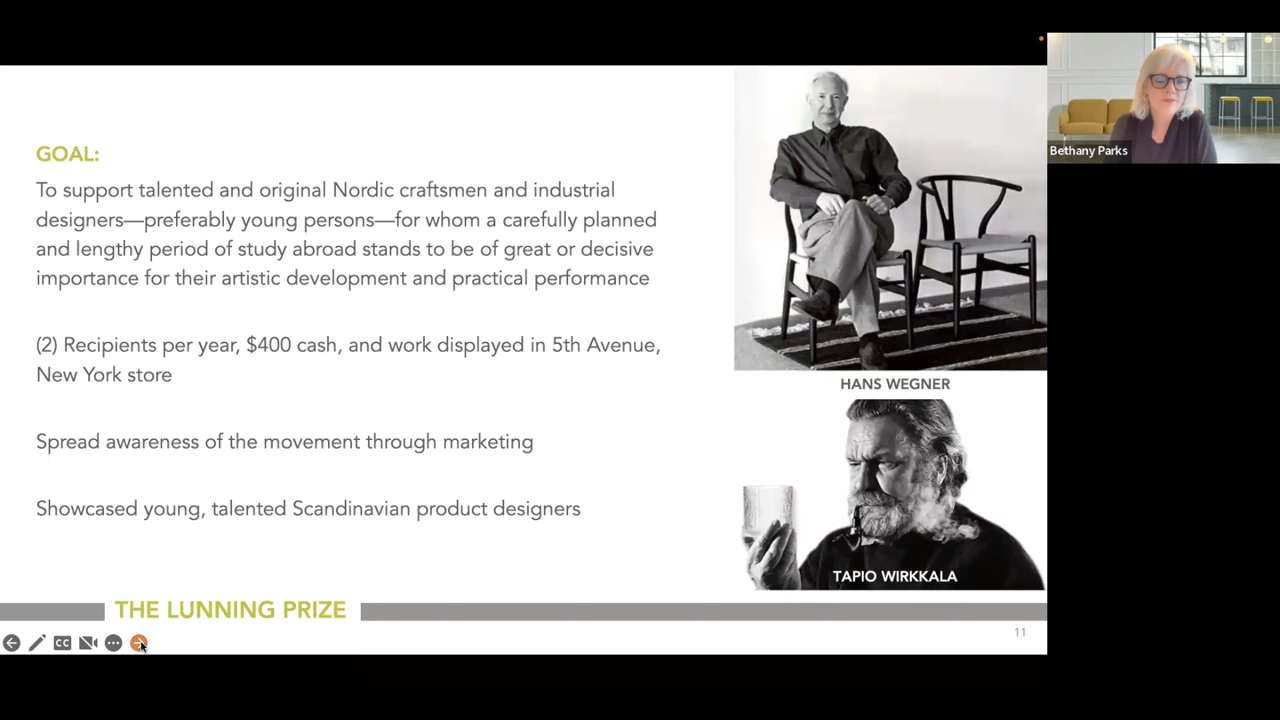 GOAL:
To support talented and original Nordic craftsmen and industrial
designers—preferably young persons—for whom a carefully planned
and lengthy period of study abroad stands to be of great or decisive
importance for their artistic development and practical performance
(2) Recipients per year, $400 cash, and work displayed in 5th Avenue,
New York store
Spread awareness of the movement through marketing
Showcased young, talented Scandinavian product designers
HANS WEGNER
TAPIO WIRKKALA
THE LUNNING PRIZE
11
CC
Bethany Parks